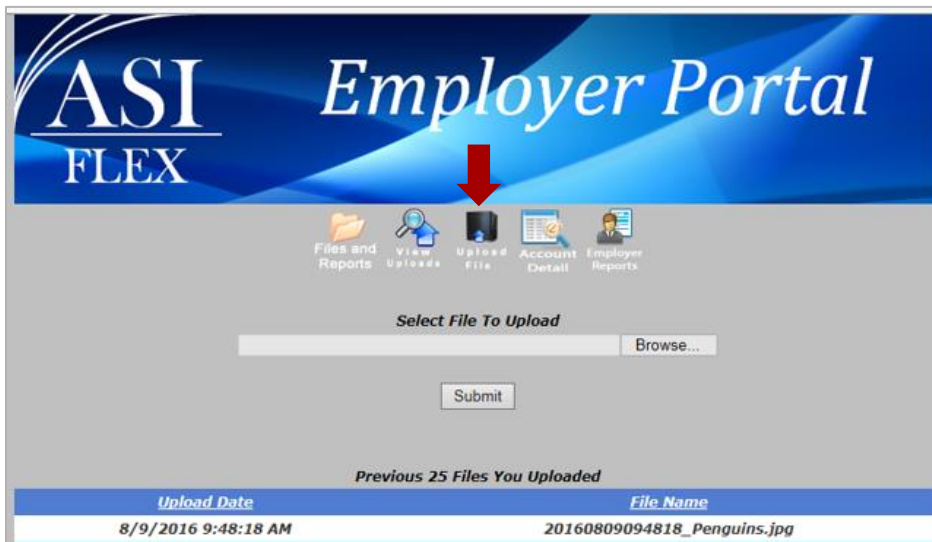 ASI
FLEX
Employer Portal
Files and
Reports
View
Uploads
Upload
File
Account
Detail
Employer
Reports
Select File To Upload
Browse...
Submit
Previous 25 Files You Uploaded
Upload Date File Name
8/9/2016 9:48:18 AM 20160809094818_Penguins.jpg